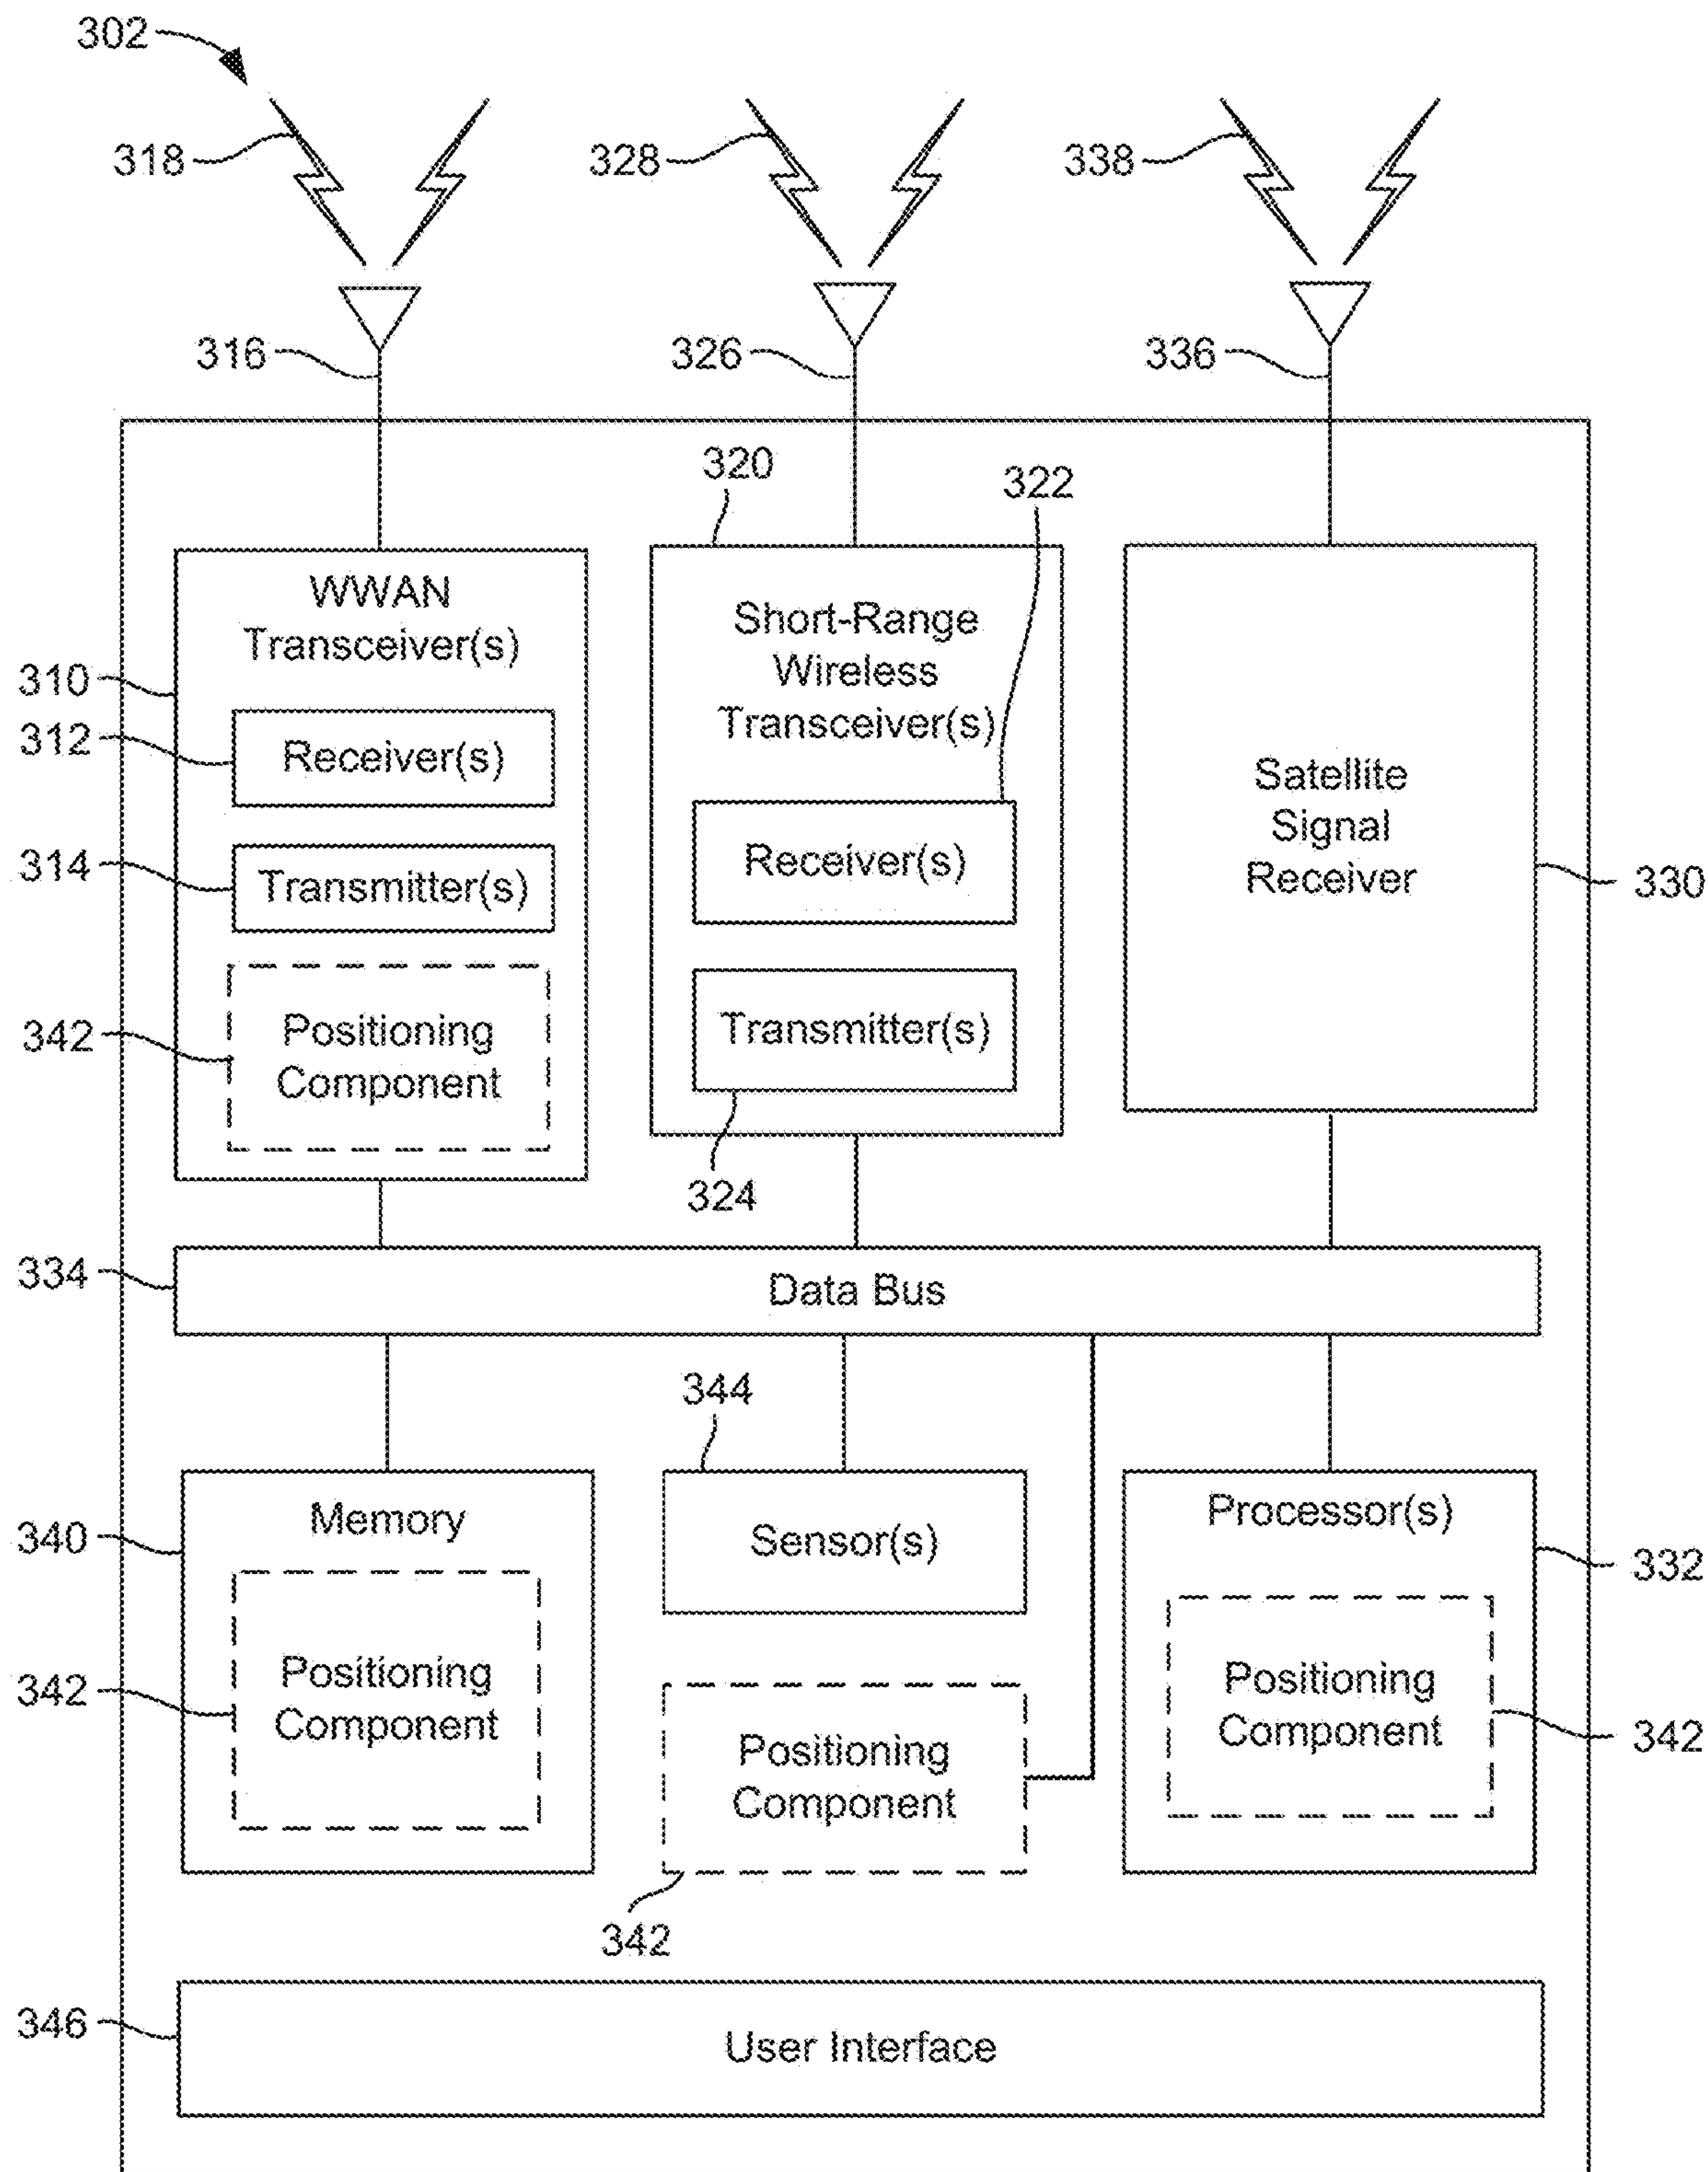 302
318
328
338
316
326
336
320
322
WWAN
Transceiver(s)
310
312
Receiver(s)
314
Transmitter(s)
342
Positioning
Component
Short-Range
Wireless
Transceiver(s)
Receiver(s)
Transmitter(s)
324
Satellite
Signal
Receiver
330
334
Data Bus
344
340
Memory
342
Positioning
Component
Sensor(s)
Positioning
Component
342
Processor(s)
332
Positioning
Component
342
346
User Interface